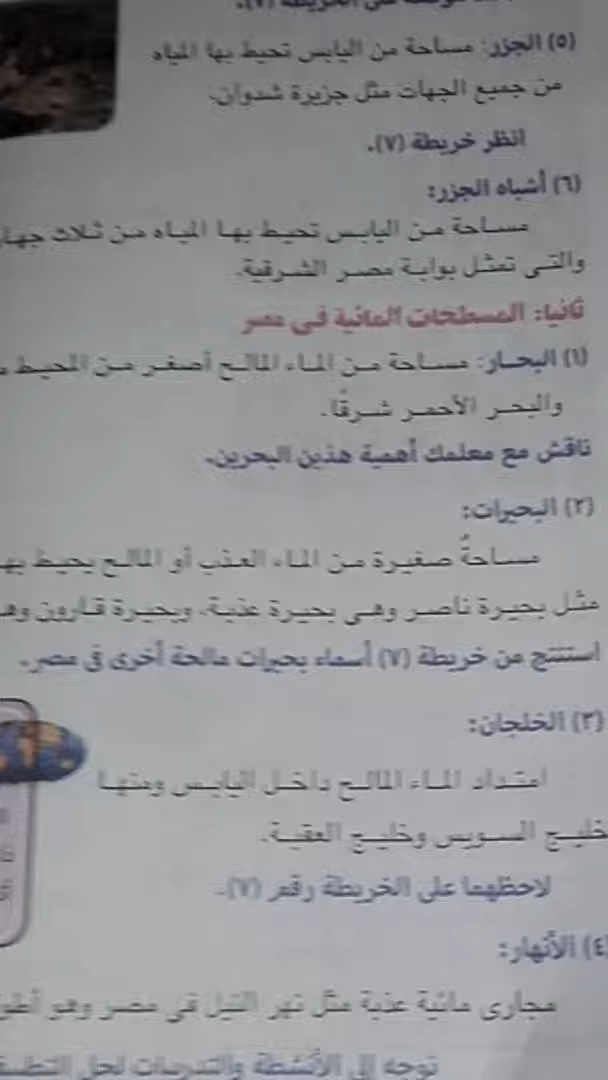 (٥) الجزر: مساحة من اليابس تحيط بها المياه
من جميع الجهات مثل جزيرة شدوان.
انظر خريطة (٧).
(٦) أشباه الجزر:
مساحة من اليابس تحيط بها المياه من ثلاث
والتى تمثل بوابة مصر الشرقية.
ثانيا: المسطحات المائية فى مصر
(١) البحار: مساحة من الماء المالح أصغر من المحيط
والبحر الأحمر شرقًا.
ناقش مع معلمك أهمية هذين البحرين.
(٢) البحيرات:
مساحةٌ صغيرة من الماء العذب أو المالح يحيط
مثل بحيرة ناصر وهى بحيرة عذبة، وبحيرة قارون
استنتج من خريطة (٧) أسماء بحيرات مالحة أخرى فى مصر.
(٣) الخلجان:
امتداد الماء المالح داخل اليابس ومنها
خليج السويس وخليج العقبة.
لاحظهما على الخريطة رقم (٧).
(٤) الأنهار:
مجارى مائية عذبة مثل نهر النيل فى مصر وهو
توجه إلى الأنشطة والتدريبات لحل